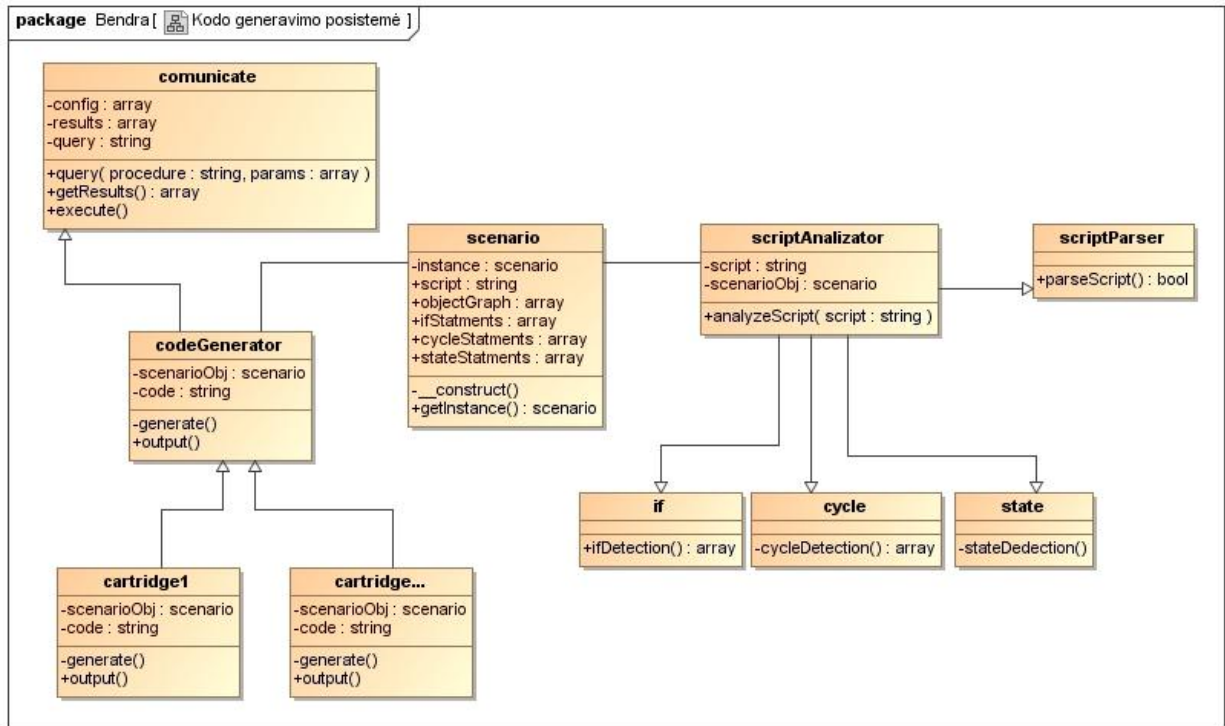 package Bendra [ Kodo generavimo posistemė ]
comunicate
-config : array
-results : array
-query : string
+query( procedure : string, params : array )
+getResults() : array
+execute()
scenario
-instance : scenario
+script : string
+objectGraph : array
+ifStatments : array
+cycleStatments : array
+stateStatments : array
-__construct()
+getInstance() : scenario
scriptAnalizator
-script : string
-scenarioObj : scenario
+analyzeScript( script : string )
scriptParser
+parseScript() : bool
codeGenerator
-scenarioObj : scenario
-code : string
-generate()
+output()
if
+ifDetection() : array
cycle
-cycleDetection() : array
state
-stateDedection()
cartridge1
-scenarioObj : scenario
-code : string
-generate()
+output()
cartridge...
-scenarioObj : scenario
-code : string
-generate()
+output()